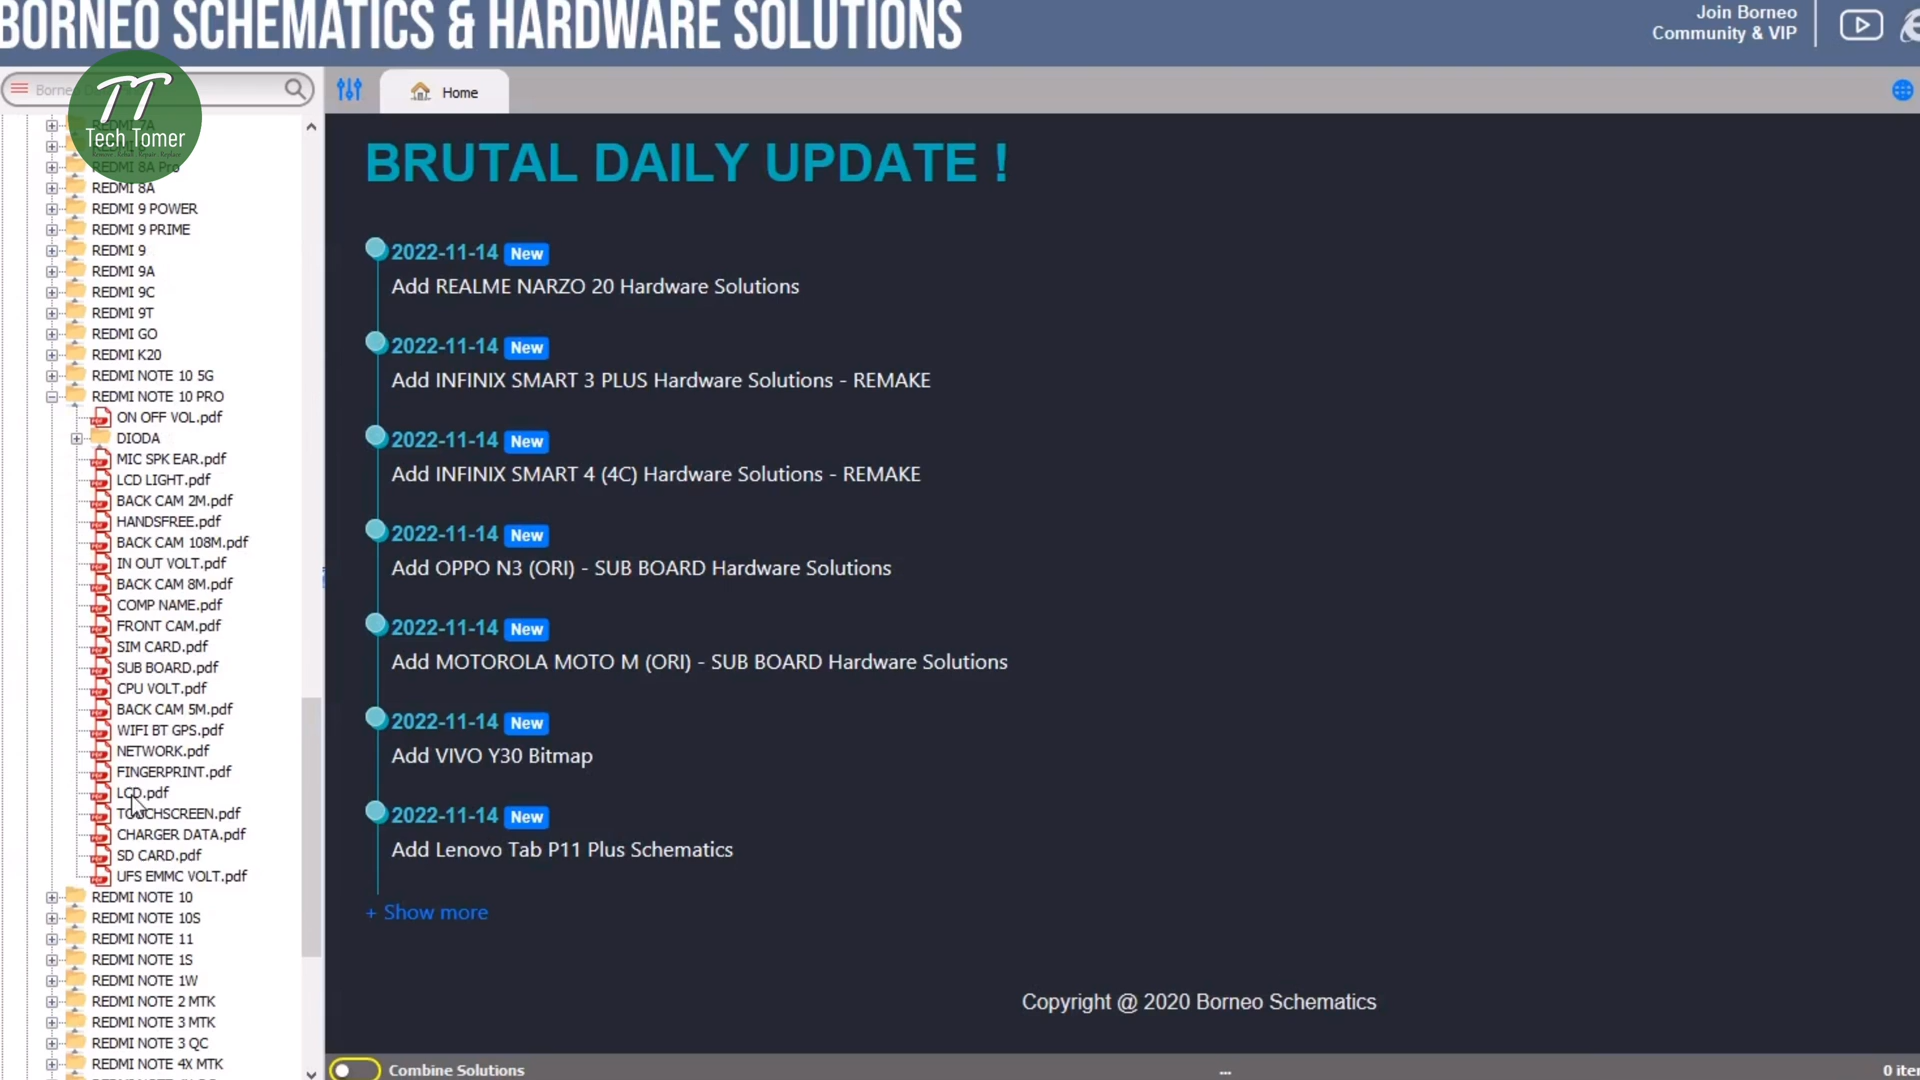 BORNEO SCHEMATICS & HARDWARE SOLUTIONS
Join Borneo
Community & VIP
Borneo
TT
Tech Tomer
Home
REDMI 7A
REDMI 8A Pro
REDMI 8A
REDMI 9 POWER
REDMI 9 PRIME
REDMI 9
REDMI 9A
REDMI 9C
REDMI 9T
REDMI GO
REDMI K20
REDMI NOTE 10 5G
REDMI NOTE 10 PRO
ON OFF VOL.pdf
DIODA
MIC SPK EAR.pdf
LCD LIGHT.pdf
BACK CAM 2M.pdf
HANDSFREE.pdf
BACK CAM 108M.pdf
IN OUT VOLT.pdf
BACK CAM 8M.pdf
COMP NAME.pdf
FRONT CAM.pdf
SIM CARD.pdf
SUB BOARD.pdf
CPU VOLT.pdf
BACK CAM 5M.pdf
WIFI BT GPS.pdf
NETWORK.pdf
FINGERPRINT.pdf
LCD.pdf
TOUCHSCREEN.pdf
CHARGER DATA.pdf
SD CARD.pdf
UFS EMMC VOLT.pdf
REDMI NOTE 10
REDMI NOTE 10S
REDMI NOTE 11
REDMI NOTE 1S
REDMI NOTE 1W
REDMI NOTE 2 MTK
REDMI NOTE 3 MTK
REDMI NOTE 3 QC
REDMI NOTE 4X MTK
BRUTAL DAILY UPDATE !
2022-11-14 New
Add REALME NARZO 20 Hardware Solutions
2022-11-14 New
Add INFINIX SMART 3 PLUS Hardware Solutions - REMAKE
2022-11-14 New
Add INFINIX SMART 4 (4C) Hardware Solutions - REMAKE
2022-11-14 New
Add OPPO N3 (ORI) - SUB BOARD Hardware Solutions
2022-11-14 New
Add MOTOROLA MOTO M (ORI) - SUB BOARD Hardware Solutions
2022-11-14 New
Add VIVO Y30 Bitmap
2022-11-14 New
Add Lenovo Tab P11 Plus Schematics
+ Show more
Copyright @ 2020 Borneo Schematics
Combine Solutions
...
0 iter